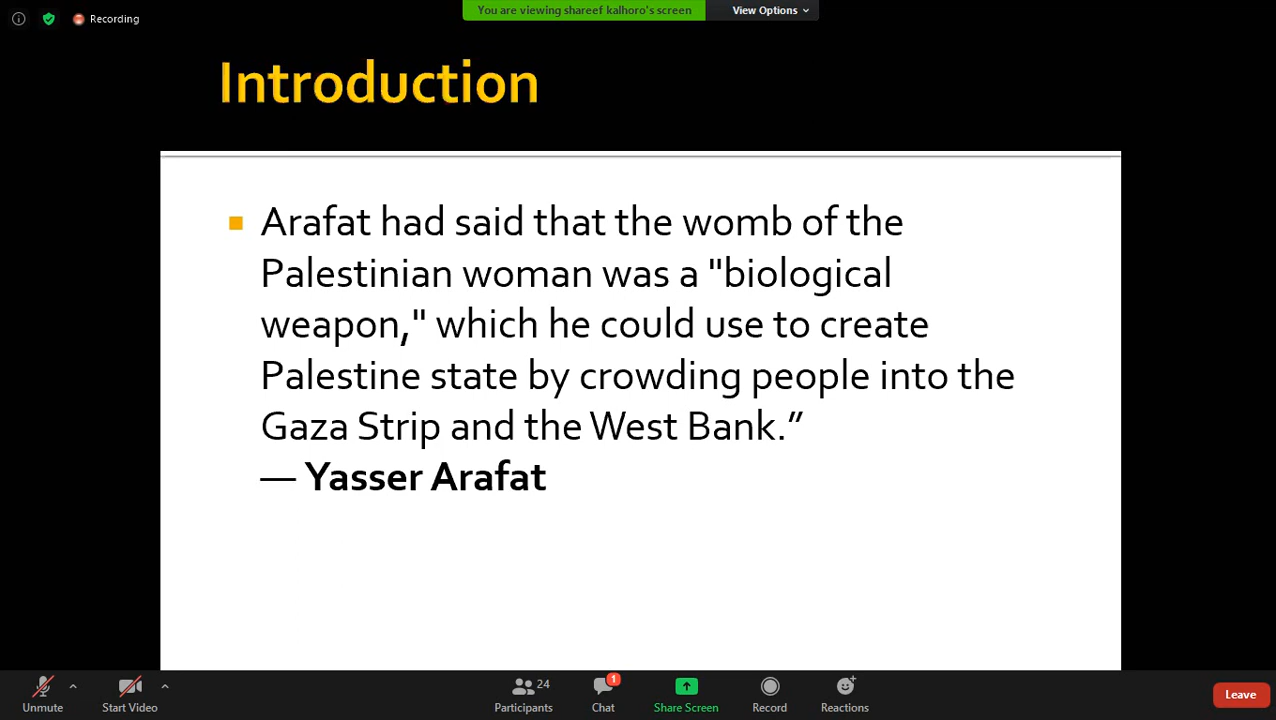 Recording
You are viewing shareef kalhoro's screen
View Options
Introduction
Arafat had said that the womb of the
Palestinian woman was a "biological
weapon," which he could use to create
Palestine state by crowding people into the
Gaza Strip and the West Bank.”
— Yasser Arafat
Unmute
Start Video
24
Participants
1
Chat
Share Screen
Record
Reactions
Leave